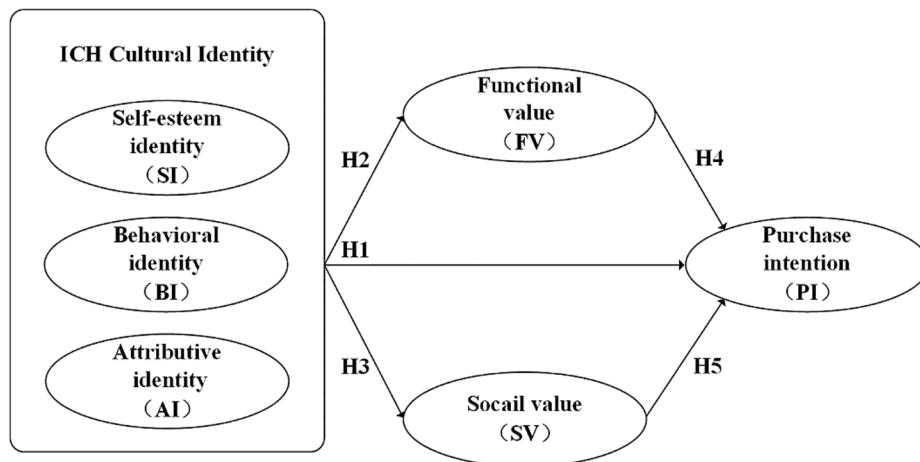 ICH Cultural Identity
Self-esteem
identity
（SI）
Behavioral
identity
（BI）
Attributive
identity
（AI）
H2
H1
H3
Functional
value
（FV）
Socail value
（SV）
H4
H5
Purchase
intention
（PI）